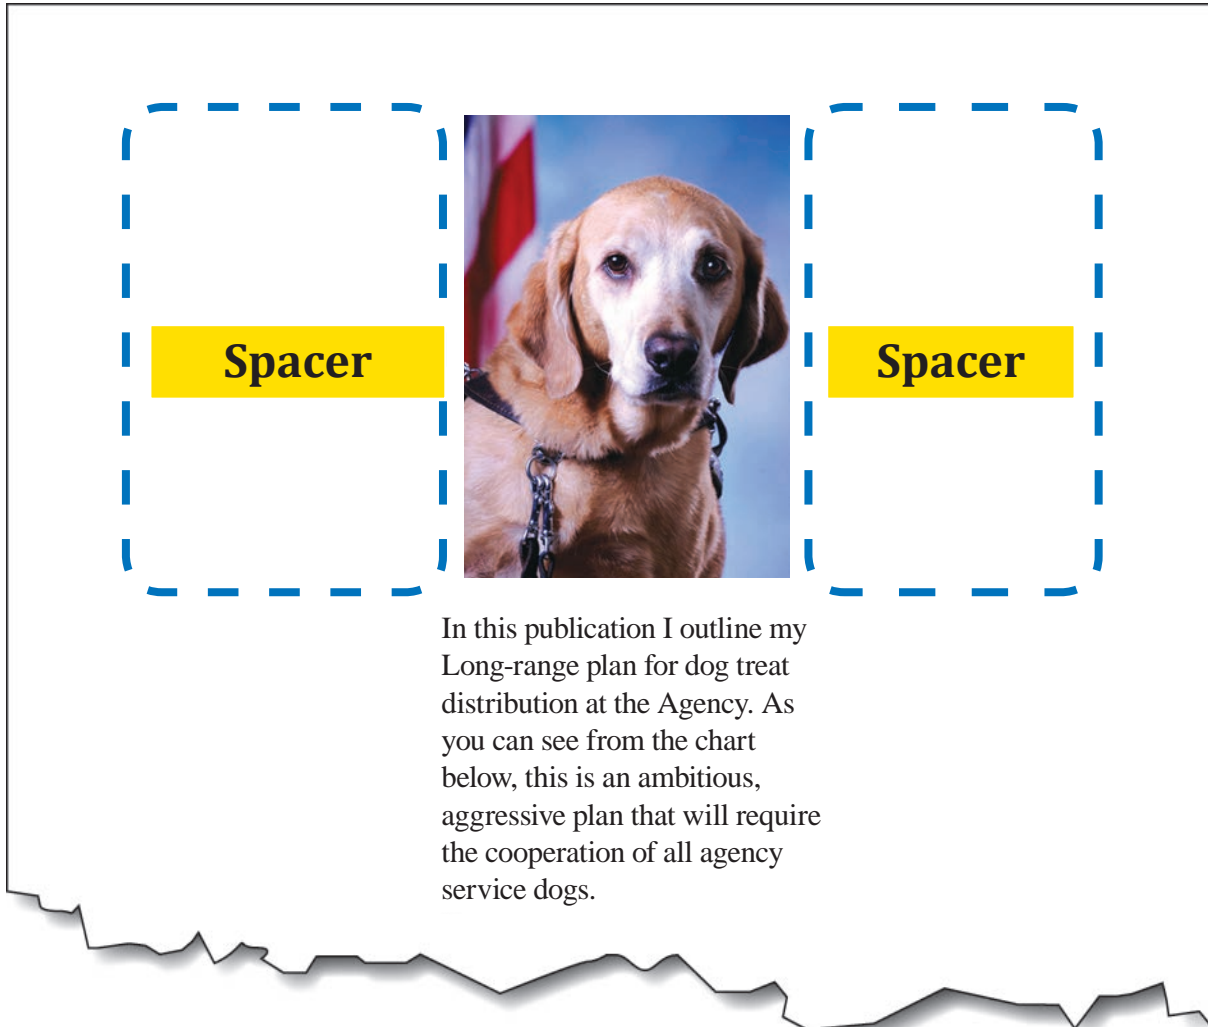 Spacer
Spacer
In this publication I outline my
Long-range plan for dog treat
distribution at the Agency. As
you can see from the chart
below, this is an ambitious,
aggressive plan that will require
the cooperation of all agency
service dogs.